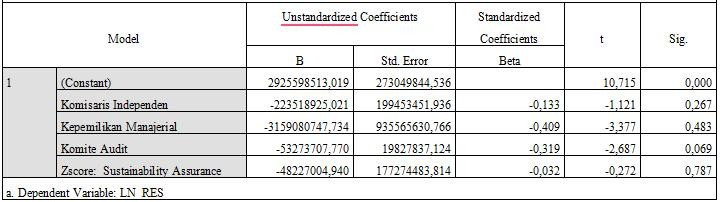 Model Unstandardized Coefficients Standardized Coefficients t Sig.
B Std. Error Beta
1 (Constant) 2925598513,019 273049844,536 10,715 0,000
Komisaris Independen -223518925,021 199453451,936 -0,133 -1,121 0,267
Kepemilikan Manajerial -3159080747,734 935565630,766 -0,409 -3,377 0,483
Komite Audit -53273707,770 19827837,124 -0,319 -2,687 0,069
Zscore: Sustainability Assurance -48227004,940 177274483,814 -0,032 -0,272 0,787
a. Dependent Variable: LN_RES